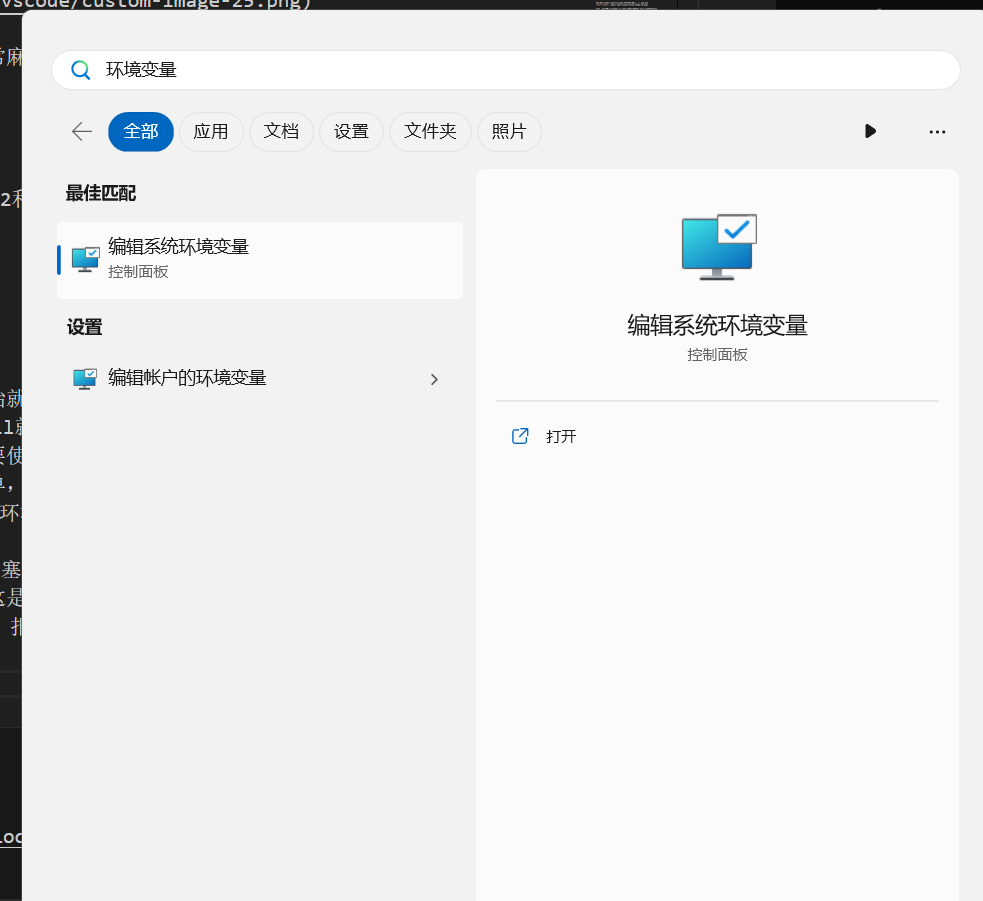 vscode/custom-image-25.png)
环境变量
全部
应用
文档
设置
文件夹
照片
最佳匹配
编辑系统环境变量
控制面板
设置
编辑帐户的环境变量
编辑系统环境变量
控制面板
打开